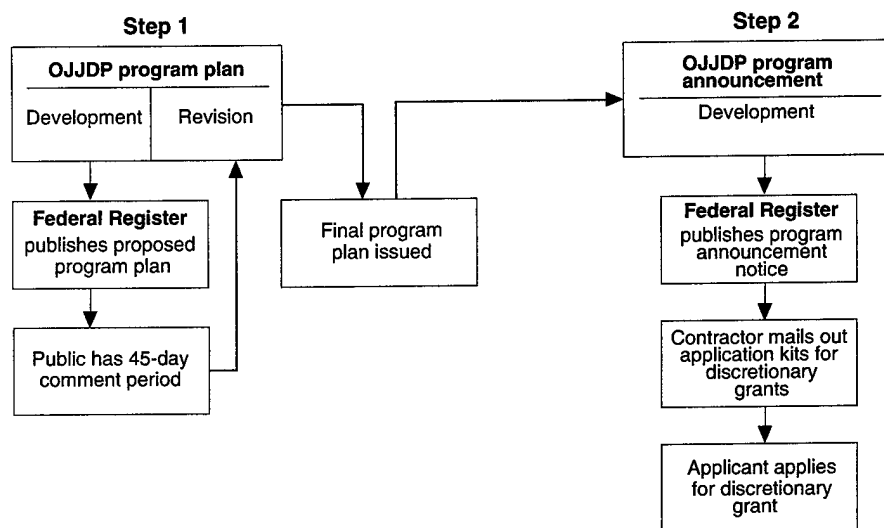 Step 1
OJJDP program plan
Development
Revision
Federal Register
publishes proposed
program plan
Public has 45-day
comment period
Final program
plan issued
Step 2
OJJDP program
announcement
Development
Federal Register
publishes program
announcement
notice
Contractor mails out
application kits for
discretionary
grants
Applicant applies
for discretionary
grant